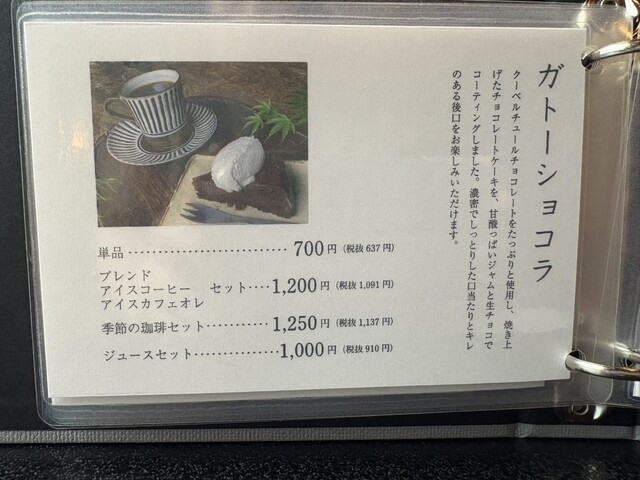 ガトーショコラ
クーベルチュールチョコレートをたっぷりと使用し、焼き上
げたチョコレートケーキを、甘酸っぱいジャムと生チョコで
コーティングしました。濃密でしっとりした口当たりとキレ
のある後口をお楽しみいただけます。
単品 ･･････････････････････････ 700円（税抜 637円）
ブレンド
アイスコーヒー セット････1,200円（税抜 1,091円）
アイスカフェオレ
季節の珈琲セット･･･････････1,250円（税抜 1,137円）
ジュースセット･･････････････1,000円（税抜 910円）